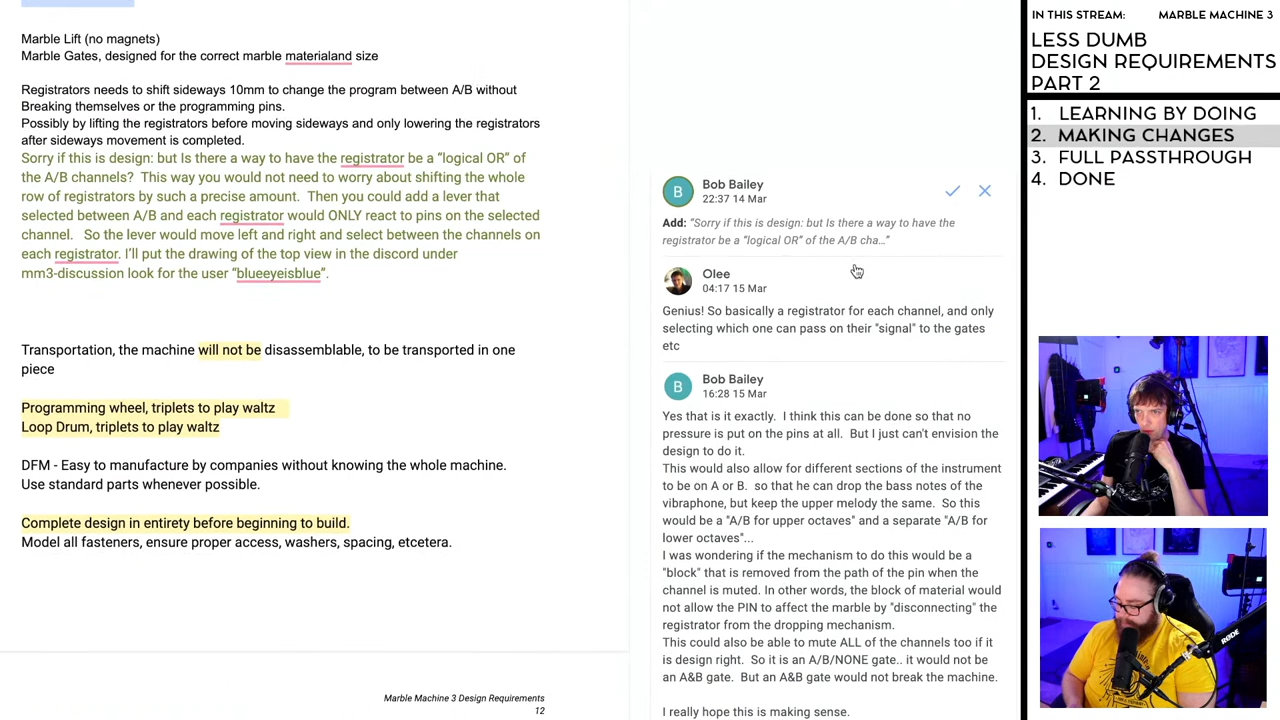 Marble Lift (no magnets)
Marble Gates, designed for the correct marble materialand size
Registrators needs to shift sideways 10mm to change the program between A/B without
Breaking themselves or the programming pins.
Possibly by lifting the registrators before moving sideways and only lowering the registrators
after sideways movement is completed.
Sorry if this is design: but Is there a way to have the registrator be a “logical OR” of
the A/B channels?  This way you would not need to worry about shifting the whole
row of registrators by such a precise amount.  Then you could add a lever that
selected between A/B and each registrator would ONLY react to pins on the selected
channel.   So the lever would move left and right and select between the channels on
each registrator. I’ll put the drawing of the top view in the discord under
mm3-discussion look for the user “blueeyeisblue”.
Transportation, the machine will not be disassemblable, to be transported in one
piece
Programming wheel, triplets to play waltz
Loop Drum, triplets to play waltz
DFM - Easy to manufacture by companies without knowing the whole machine.
Use standard parts whenever possible.
Complete design in entirety before beginning to build.
Model all fasteners, ensure proper access, washers, spacing, etcetera.
Marble Machine 3 Design Requirements
12
B
Bob Bailey
22:37 14 Mar
Add: “Sorry if this is design: but Is there a way to have the
registrator be a “logical OR” of the A/B cha…”
Olee
04:17 15 Mar
Genius! So basically a registrator for each channel, and only
selecting which one can pass on their "signal" to the gates
etc
B
Bob Bailey
16:28 15 Mar
Yes that is it exactly.  I think this can be done so that no
pressure is put on the pins at all.  But I just can't envision the
design to do it.
This would also allow for different sections of the instrument
to be on A or B.  so that he can drop the bass notes of the
vibraphone, but keep the upper melody the same.  So this
would be a "A/B for upper octaves" and a separate "A/B for
lower octaves"...
I was wondering if the mechanism to do this would be a
"block" that is removed from the path of the pin when the
channel is muted. In other words, the block of material would
not allow the PIN to affect the marble by "disconnecting" the
registrator from the dropping mechanism.
This could also be able to mute ALL of the channels too if it
is design right.  So it is an A/B/NONE gate.. it would not be
an A&B gate.  But an A&B gate would not break the machine.
I really hope this is making sense.
IN THIS STREAM: MARBLE MACHINE 3
LESS DUMB
DESIGN REQUIREMENTS
PART 2
1. LEARNING BY DOING
2. MAKING CHANGES
3. FULL PASSTHROUGH
4. DONE
RODE